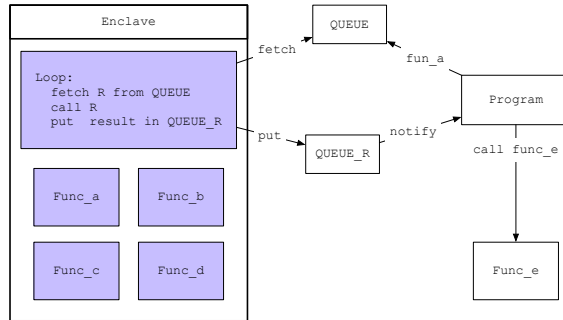 Enclave
QUEUE
fetch
fun_a
Loop:
fetch R from QUEUE
call R
put  result in QUEUE_R
Program
put
notify
QUEUE_R
call func_e
Func_a
Func_b
Func_c
Func_d
Func_e